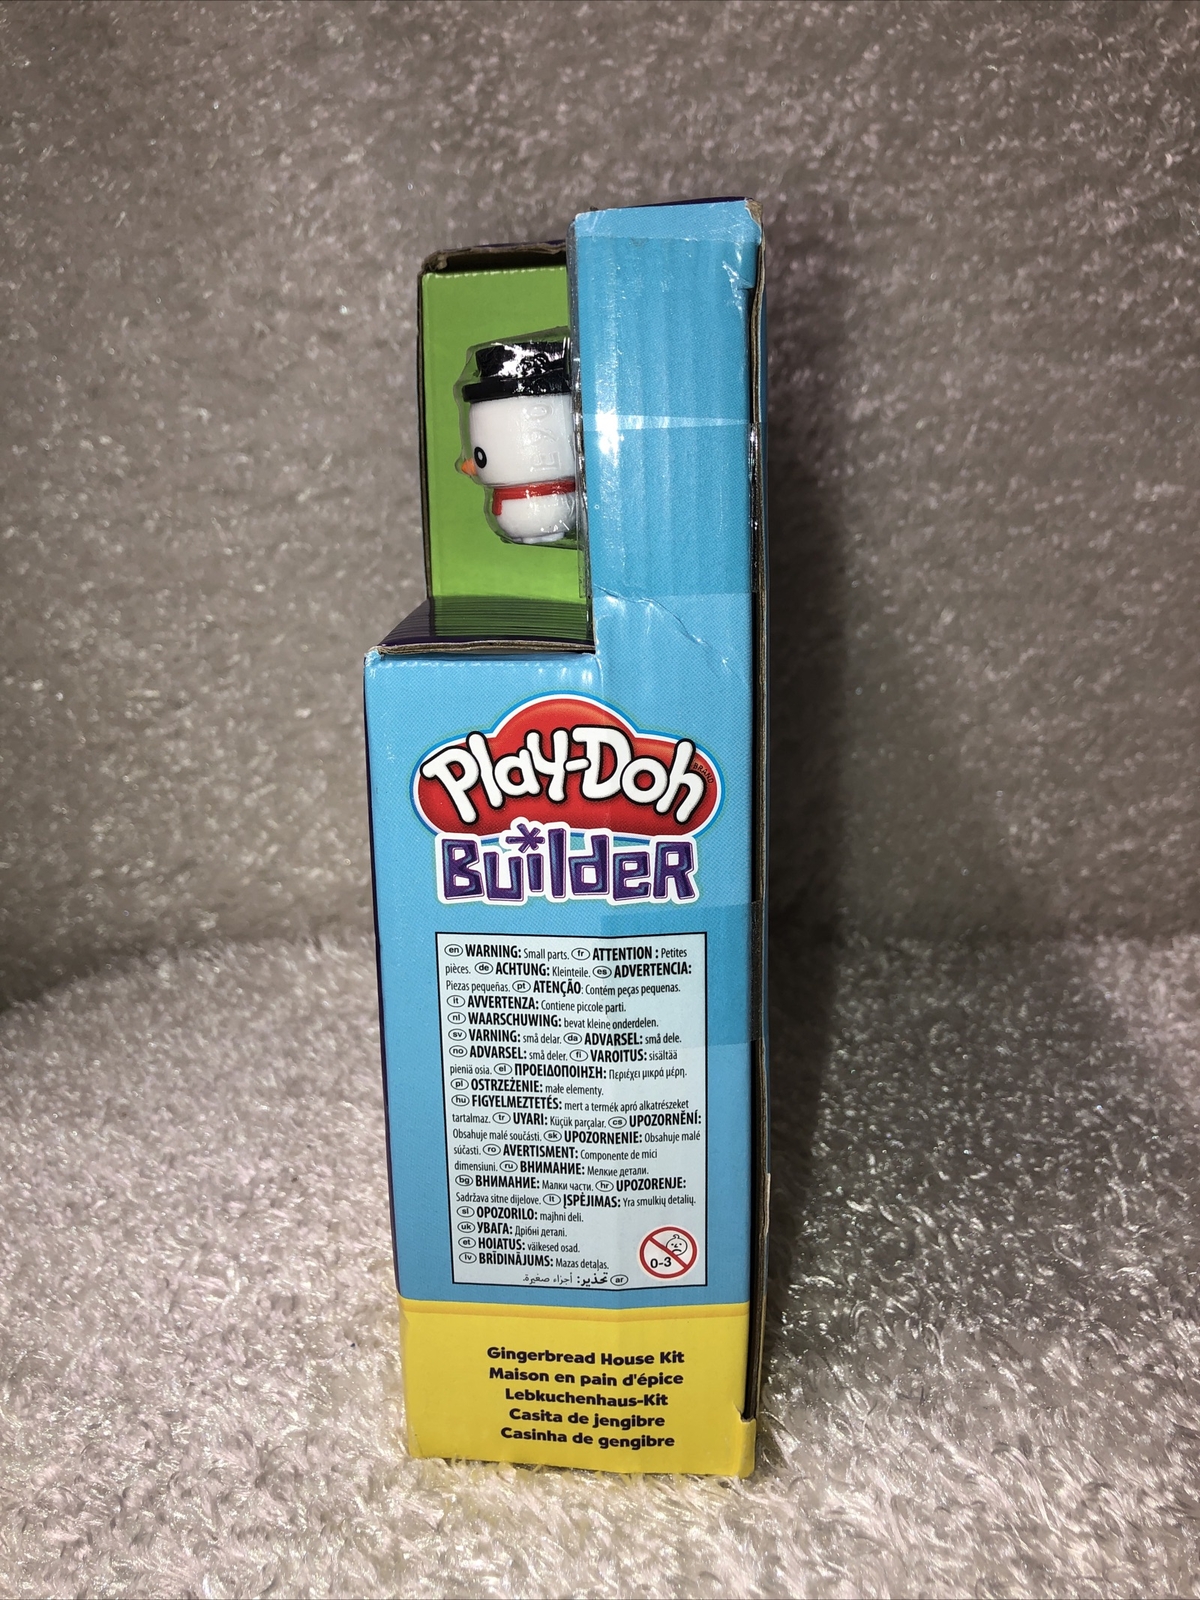 Play-Doh
BRAND
Builder
en WARNING: Small parts. fr ATTENTION : Petites
pièces. de ACHTUNG: Kleinteile. es ADVERTENCIA:
Piezas pequeñas. pt ATENÇÃO: Contém peças pequenas.
it AVVERTENZA: Contiene piccole parti.
nl WAARSCHUWING: bevat kleine onderdelen.
sv VARNING: små delar. da ADVARSEL: små dele.
no ADVARSEL: små deler. fi VAROITUS: sisältää
pieniä osia. el ΠΡΟΕΙΔΟΠΟΙΗΣΗ: Περιέχει μικρά μέρη.
pl OSTRZEŻENIE: małe elementy.
hu FIGYELMEZTETÉS: mert a termék apró alkatrészeket
tartalmaz. tr UYARI: Küçük parçalar. cs UPOZORNĚNÍ:
Obsahuje malé součásti. sk UPOZORNENIE: Obsahuje malé
súčasti. ro AVERTISMENT: Componente de mici
dimensiuni. ru ВНИМАНИЕ: Мелкие детали.
bg ВНИМАНИЕ: Малки части. hr UPOZORENJE:
Sadržava sitne dijelove. lt ĮSPĖJIMAS: Yra smulkių detalių.
sl OPOZORILO: majhni deli.
uk УВАГА: Дрібні деталі.
et HOIATUS: väikesed osad.
lv BRĪDINĀJUMS: Mazas detaļas.
ar تحذير: أجزاء صغيرة.
0-3
Gingerbread House Kit
Maison en pain d'épice
Lebkuchenhaus-Kit
Casita de jengibre
Casinha de gengibre